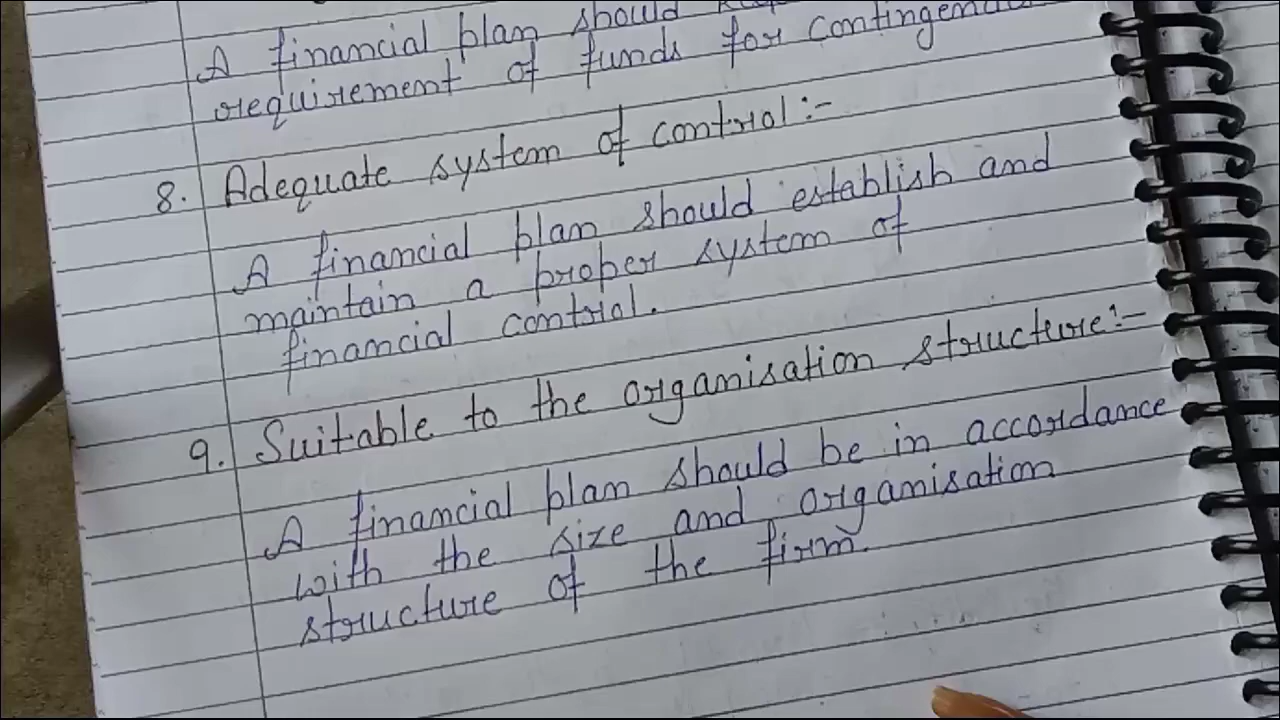 A financial plan should
requirement of funds for
8. Adequate system of control:-
A financial plan should establish and
maintain a proper system of
financial control.
9. Suitable to the organisation structure:-
A financial plan should be in accordance
with the size and organisation
structure of the firm.